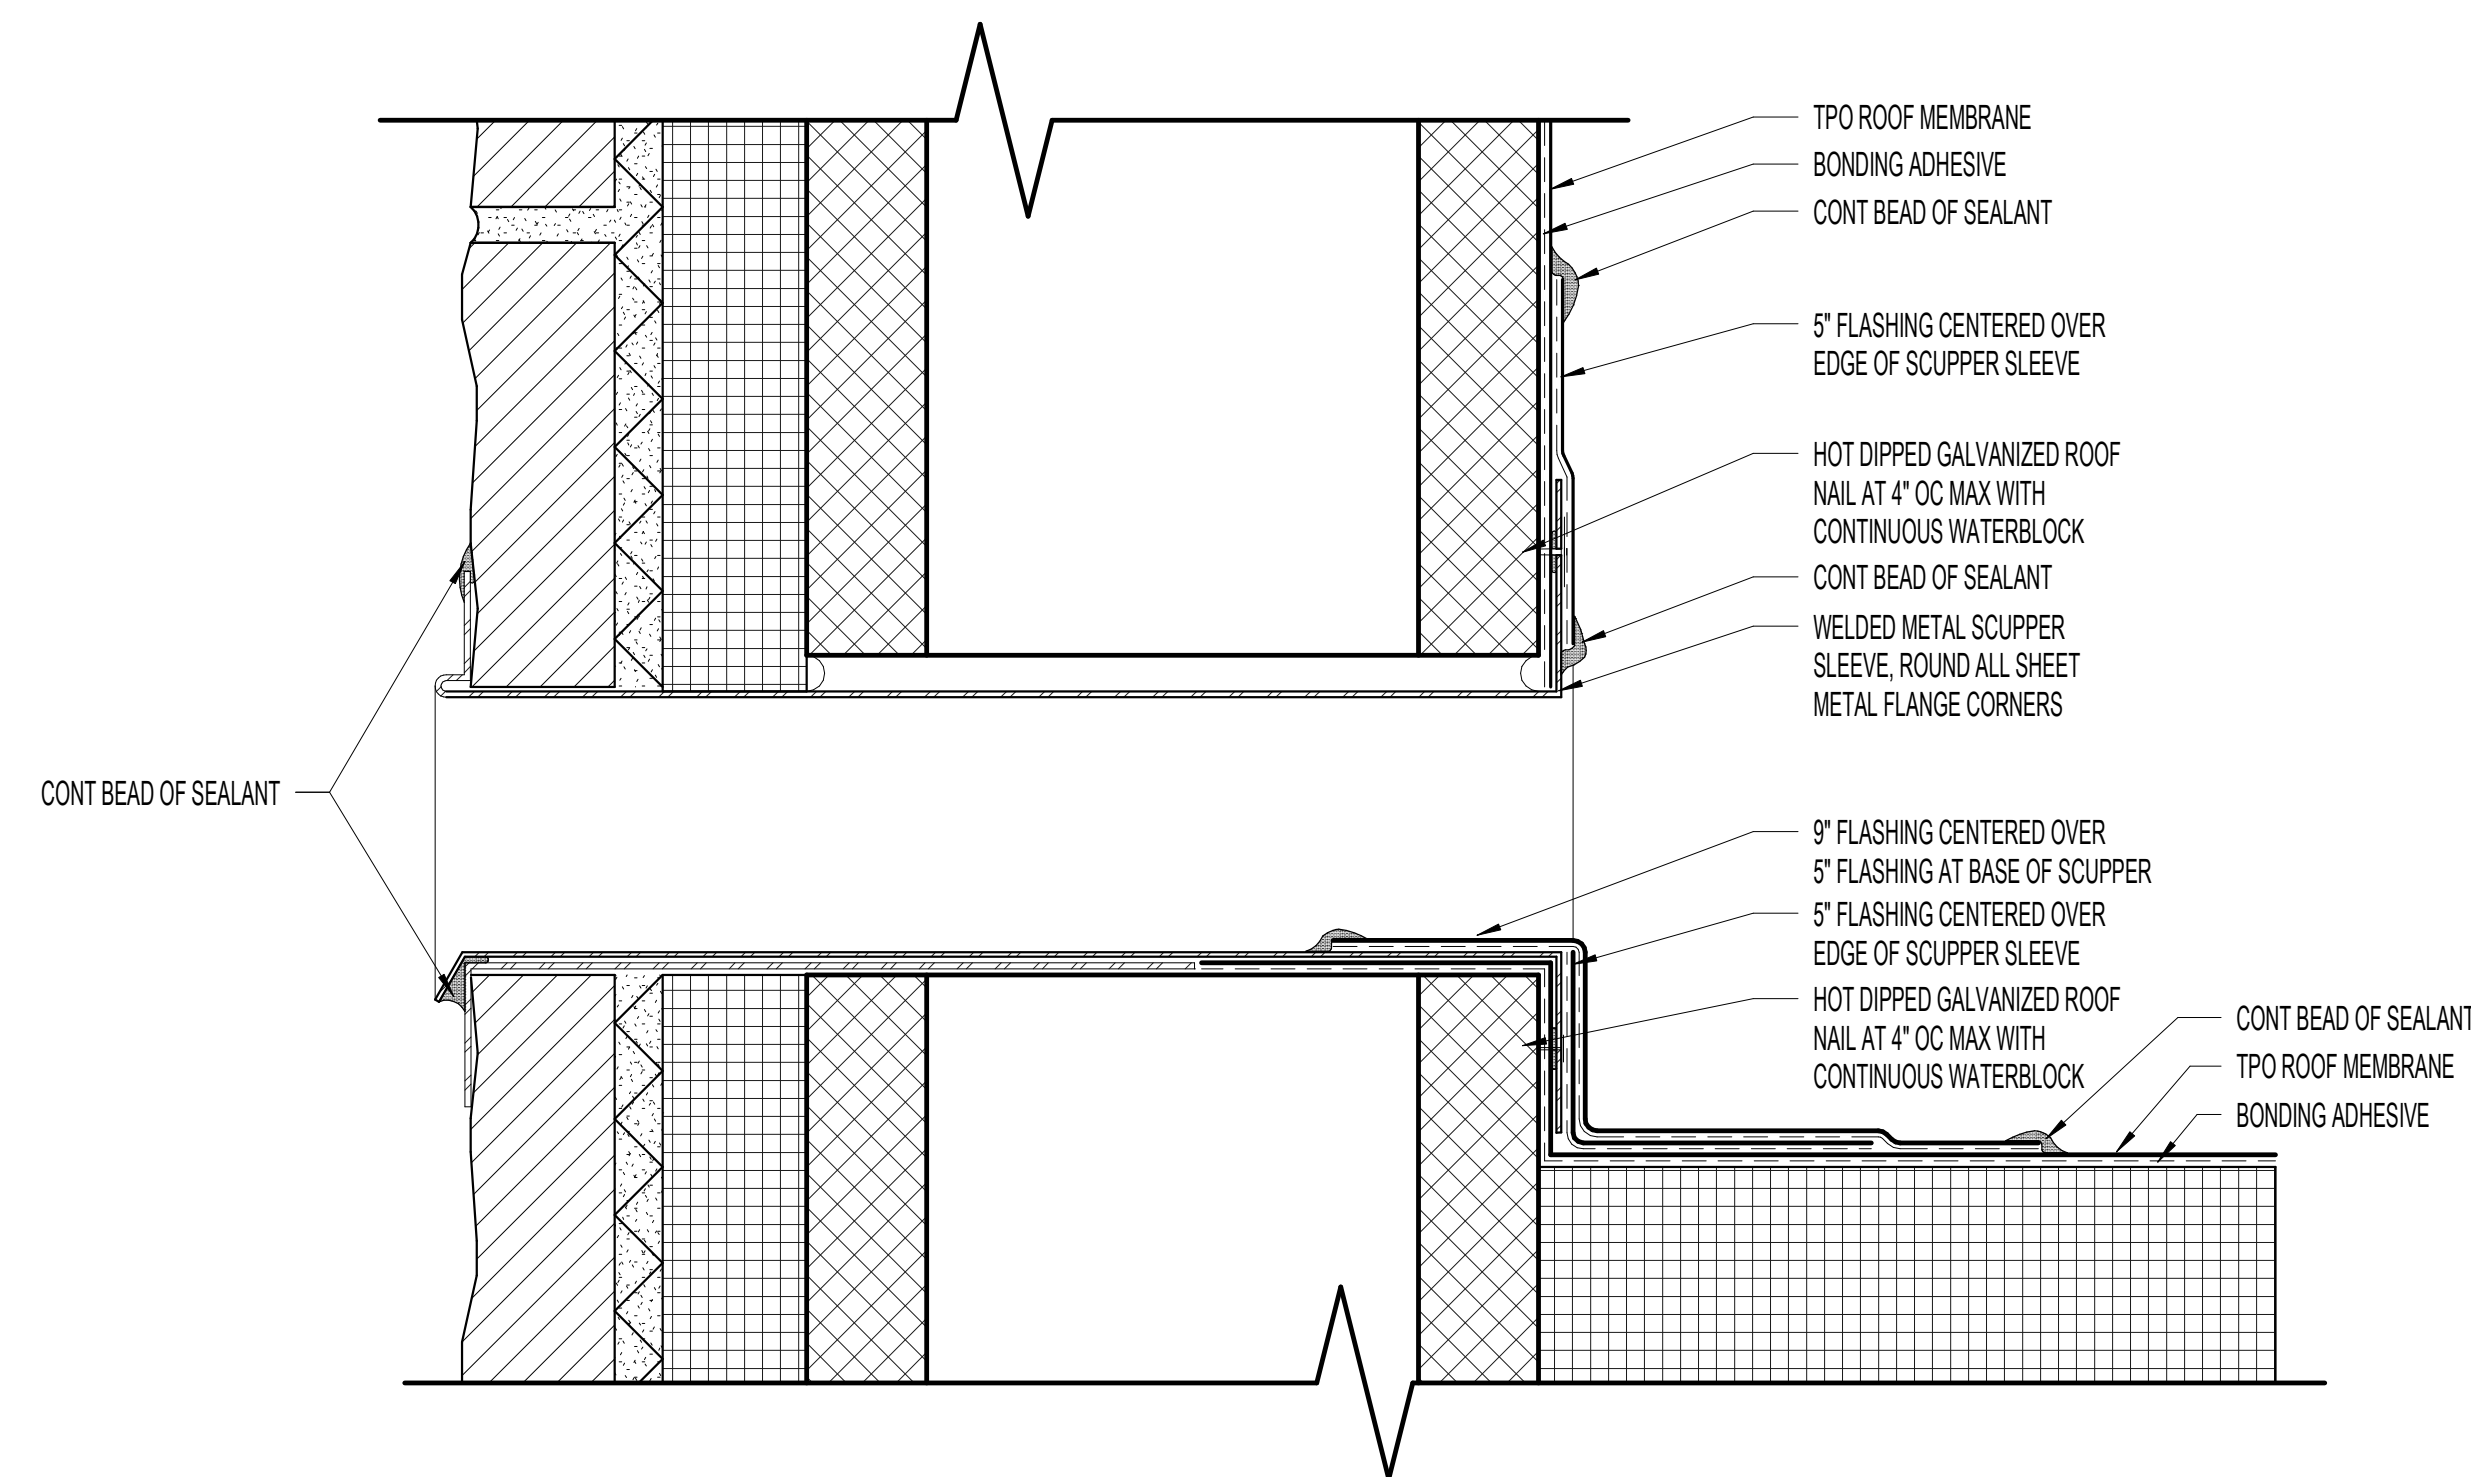 TPO ROOF MEMBRANE
BONDING ADHESIVE
CONT BEAD OF SEALANT
5" FLASHING CENTERED OVER
EDGE OF SCUPPER SLEEVE
HOT DIPPED GALVANIZED ROOF
NAIL AT 4" OC MAX WITH
CONTINUOUS WATERBLOCK
CONT BEAD OF SEALANT
WELDED METAL SCUPPER
SLEEVE, ROUND ALL SHEET
METAL FLANGE CORNERS
CONT BEAD OF SEALANT
9" FLASHING CENTERED OVER
5" FLASHING AT BASE OF SCUPPER
5" FLASHING CENTERED OVER
EDGE OF SCUPPER SLEEVE
HOT DIPPED GALVANIZED ROOF
NAIL AT 4" OC MAX WITH
CONTINUOUS WATERBLOCK
CONT BEAD OF SEALANT
TPO ROOF MEMBRANE
BONDING ADHESIVE